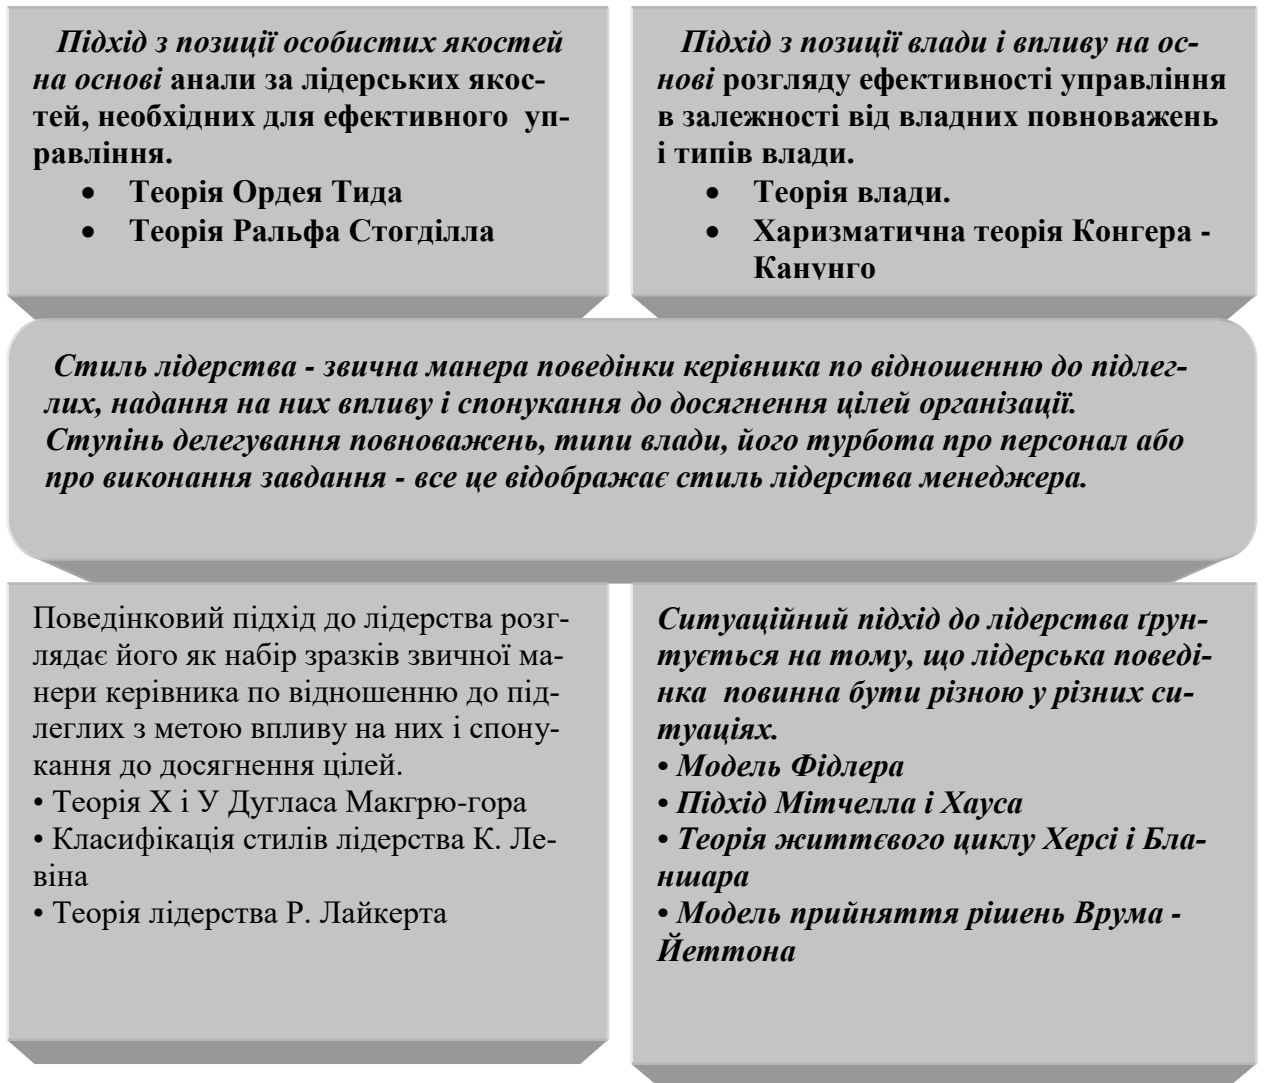 Підхід з позиції особистих якостей
на основі анали за лідерських якос-
тей, необхідних для ефективного уп-
равління.
• Теорія Ордея Тида
• Теорія Ральфа Стогділла
Підхід з позиції влади і впливу на ос-
нові розгляду ефективності управління
в залежності від владних повноважень
і типів влади.
• Теорія влади.
• Харизматична теорія Конгера -
Канунго
Стиль лідерства - звична манера поведінки керівника по відношенню до підлег-
лих, надання на них впливу і спонукання до досягнення цілей організації.
Ступінь делегування повноважень, типи влади, його турбота про персонал або
про виконання завдання - все це відображає стиль лідерства менеджера.
Поведінковий підхід до лідерства розг-
лядає його як набір зразків звичної ма-
нери керівника по відношенню до під-
леглих з метою впливу на них і спону-
кання до досягнення цілей.
• Теорія Х і У Дугласа Макгрю-гора
• Класифікація стилів лідерства К. Ле-
віна
• Теорія лідерства Р. Лайкерта
Ситуаційний підхід до лідерства ґрун-
тується на тому, що лідерська поведі-
нка повинна бути різною у різних си-
туаціях.
• Модель Фідлера
• Підхід Мітчелла і Хауса
• Теорія життєвого циклу Херсі і Бла-
ншара
• Модель прийняття рішень Врума -
Йеттона